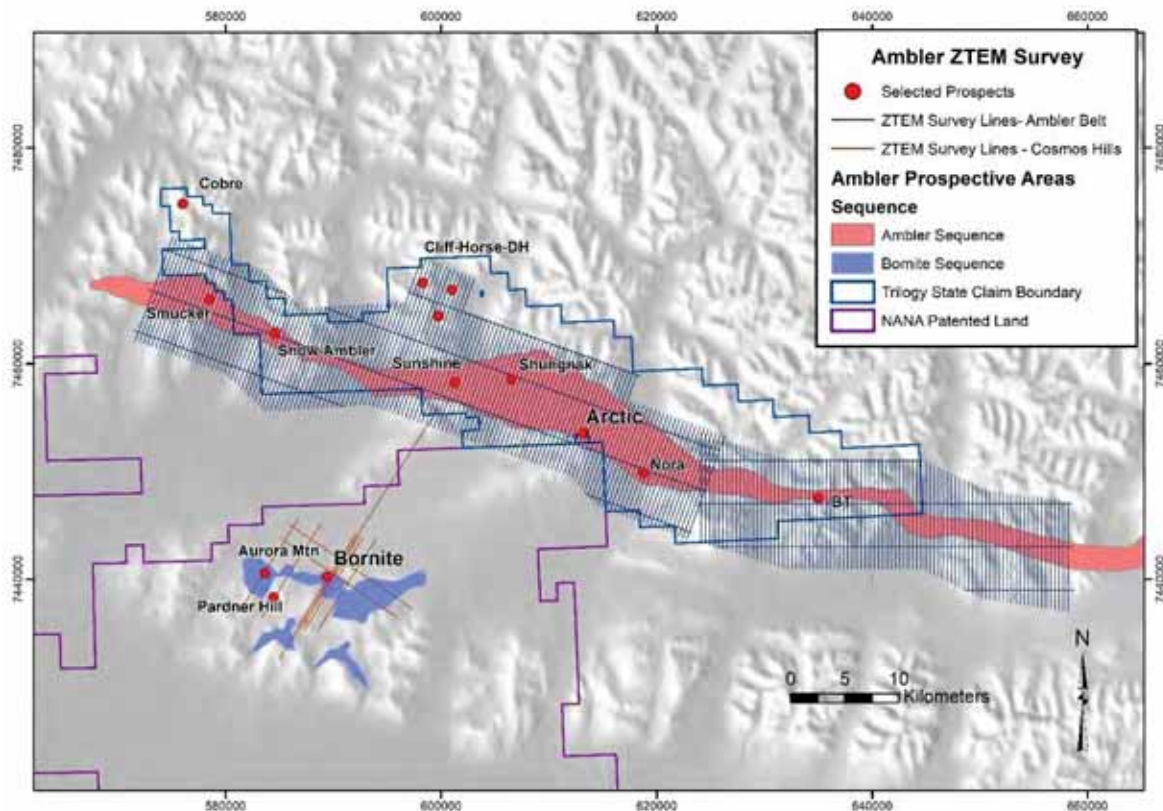 580000 600000 620000 640000 660000
Ambler ZTEM Survey
Selected Prospects
ZTEM Survey Lines- Ambler Belt
ZTEM Survey Lines - Cosmos Hills
Ambler Prospective Areas
Sequence
Ambler Sequence
Bornite Sequence
Trilogy State Claim Boundary
NANA Patented Land
7480000 7480000
Cobre
Cliff-Horse-DH
Smucker
Snow-Ambler
Sunshine
Shungnak
7460000 7460000
Arctic
Nora
BT
Aurora Mtn
Bornite
Pardner Hill
7440000 7440000
N
0 5 10
Kilometers
580000 600000 620000 640000 660000